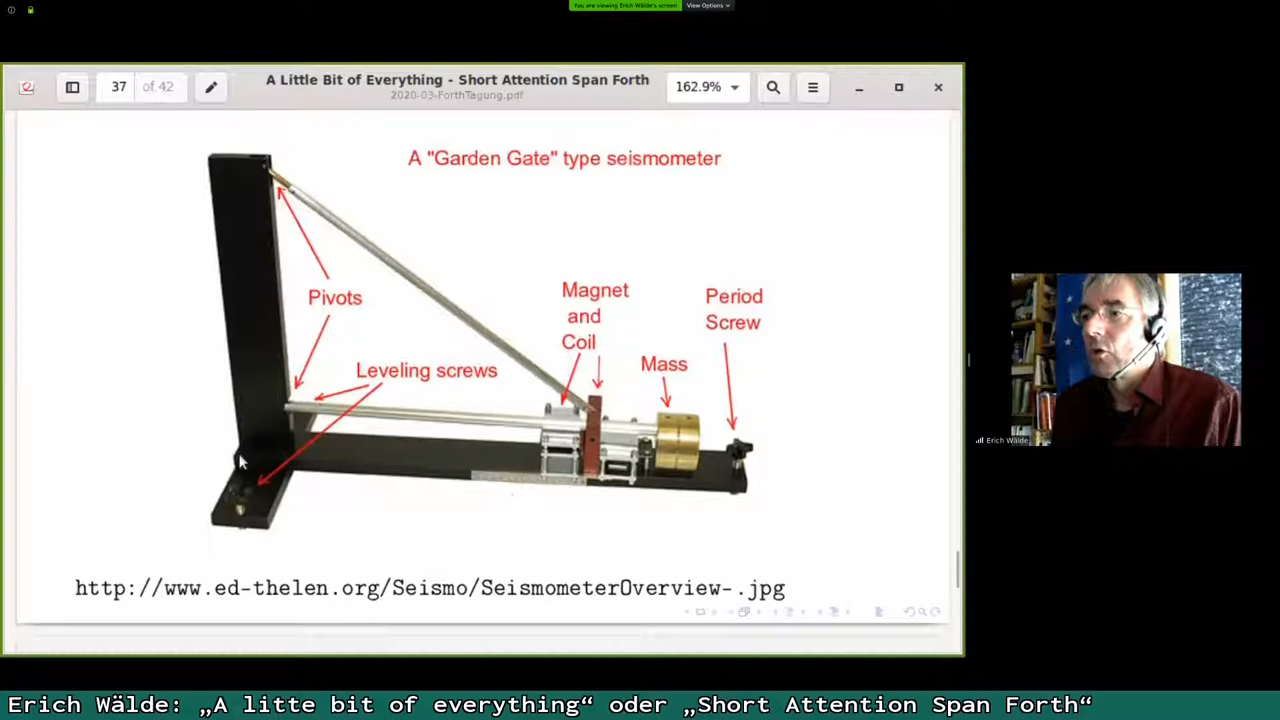 You are viewing Erich Wälde's screen
View Options
37 of 42
A Little Bit of Everything - Short Attention Span Forth
2020-03-ForthTagung.pdf
162.9%
A "Garden Gate" type seismometer
Pivots
Magnet
and
Coil
Period
Screw
Mass
Leveling screws
http://www.ed-thelen.org/Seismo/SeismometerOverview-.jpg
Erich Wälde
Erich Wälde: „A litte bit of everything“ oder „Short Attention Span Forth“